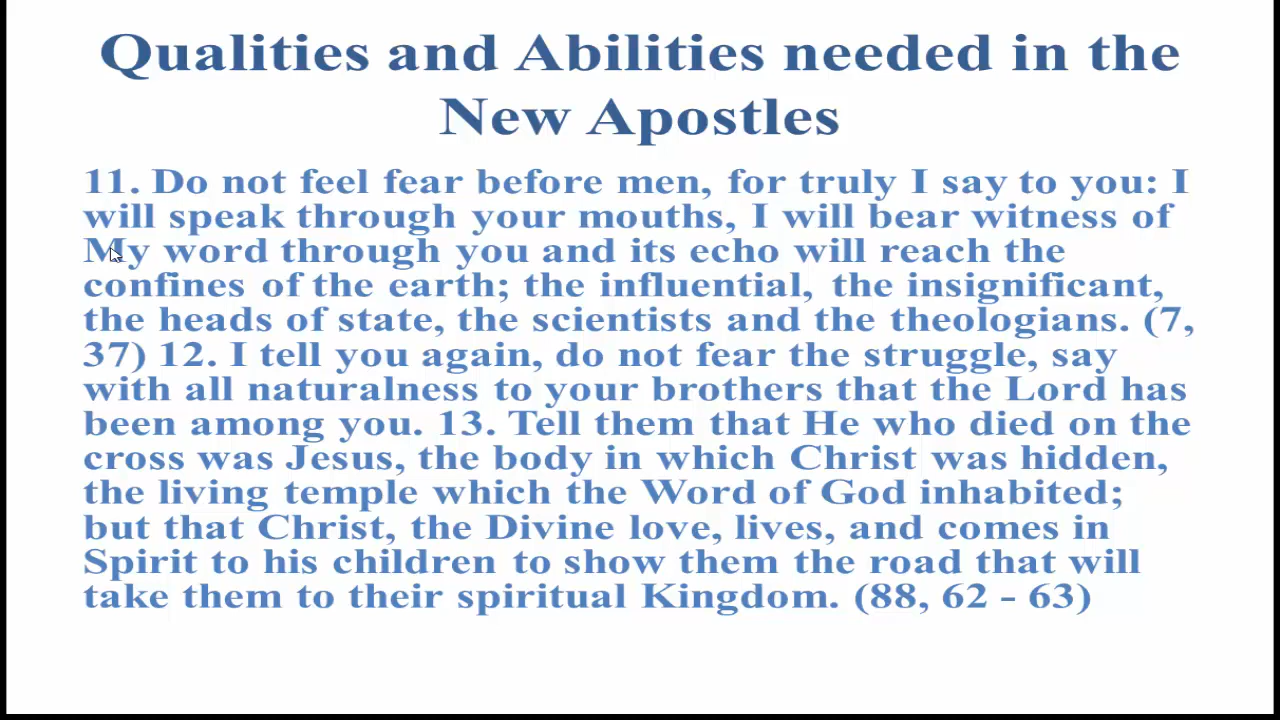 Qualities and Abilities needed in the
New Apostles
11. Do not feel fear before men, for truly I say to you: I
will speak through your mouths, I will bear witness of
My word through you and its echo will reach the
confines of the earth; the influential, the insignificant,
the heads of state, the scientists and the theologians. (7,
37) 12. I tell you again, do not fear the struggle, say
with all naturalness to your brothers that the Lord has
been among you. 13. Tell them that He who died on the
cross was Jesus, the body in which Christ was hidden,
the living temple which the Word of God inhabited;
but that Christ, the Divine love, lives, and comes in
Spirit to his children to show them the road that will
take them to their spiritual Kingdom. (88, 62 - 63)